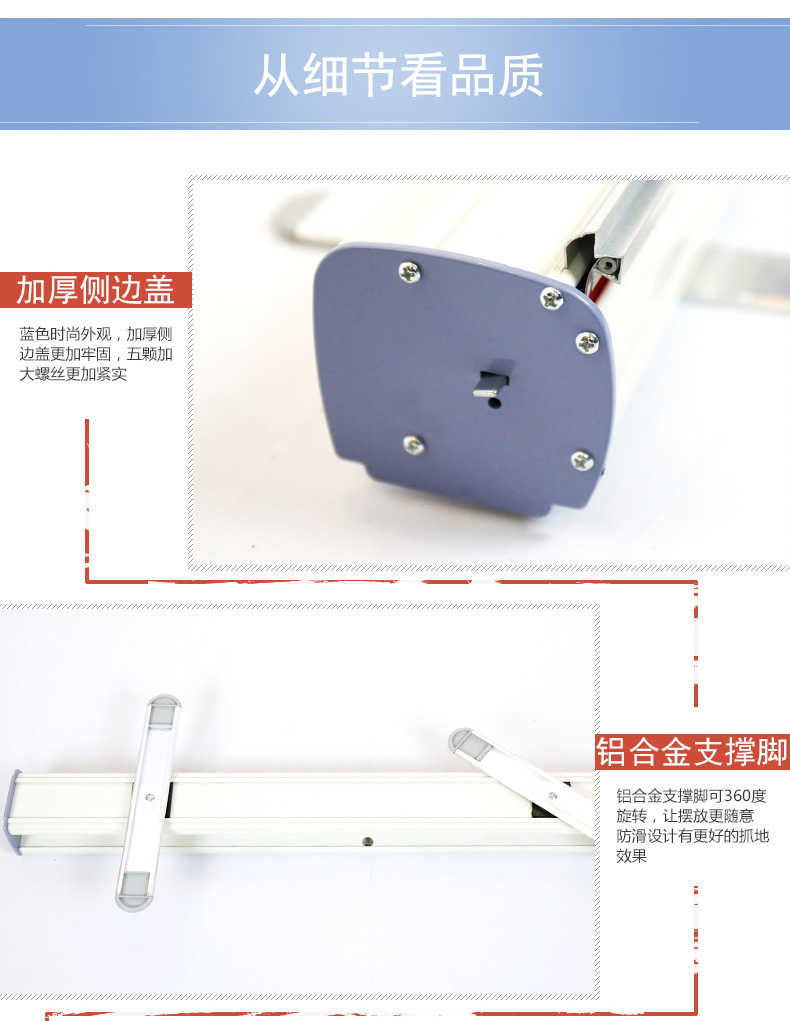 从细节看品质
加厚侧边盖
蓝色时尚外观，加厚侧
边盖更加牢固，五颗加
大螺丝更加紧实
铝合金支撑脚
铝合金支撑脚可360度
旋转，让摆放更随意
防滑设计有更好的抓地
效果